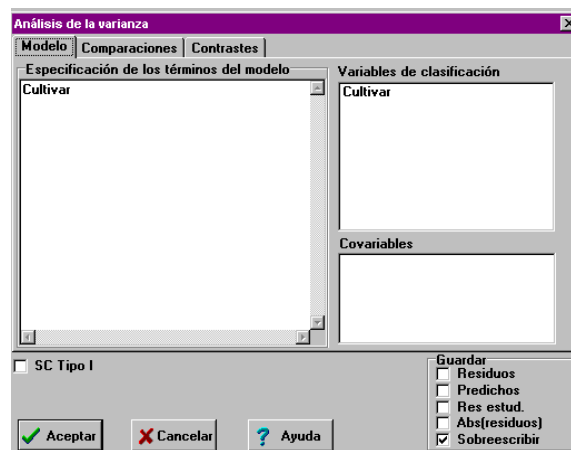 Análisis de la varianza
Modelo Comparaciones Contrastes
Especificación de los términos del modelo
Cultivar
Variables de clasificación
Cultivar
Covariables
SC Tipo I
Guardar
Residuos
Predichos
Res estud.
Abs(residuos)
Sobreescribir
Aceptar Cancelar Ayuda